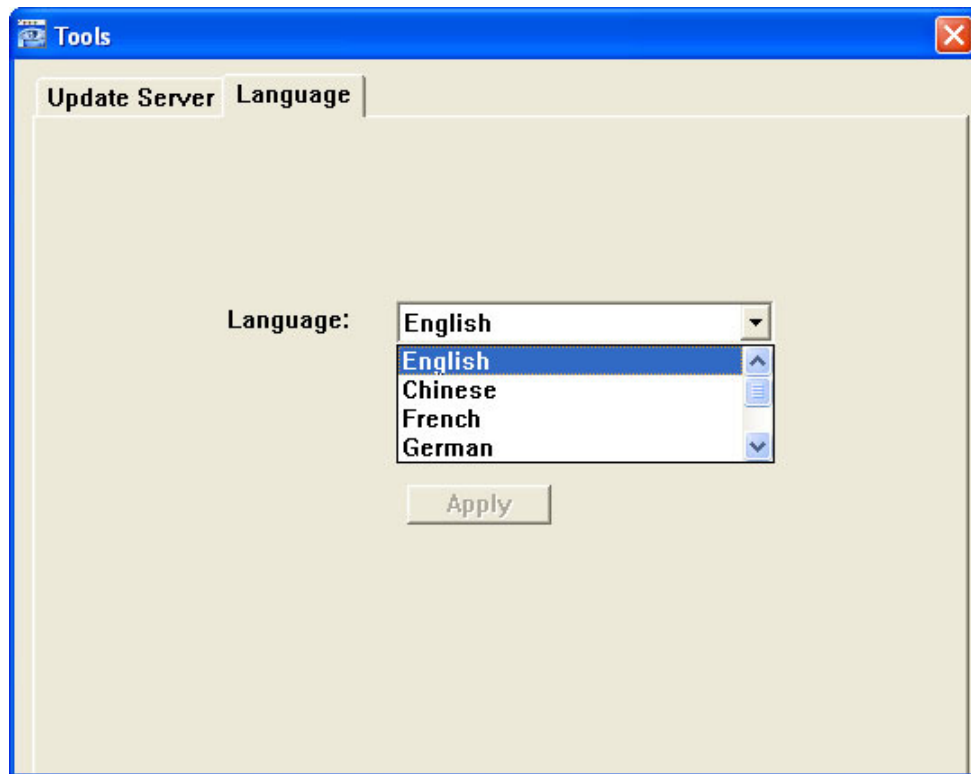 Tools
Update Server Language
Language: English
English
Chinese
French
German
Apply